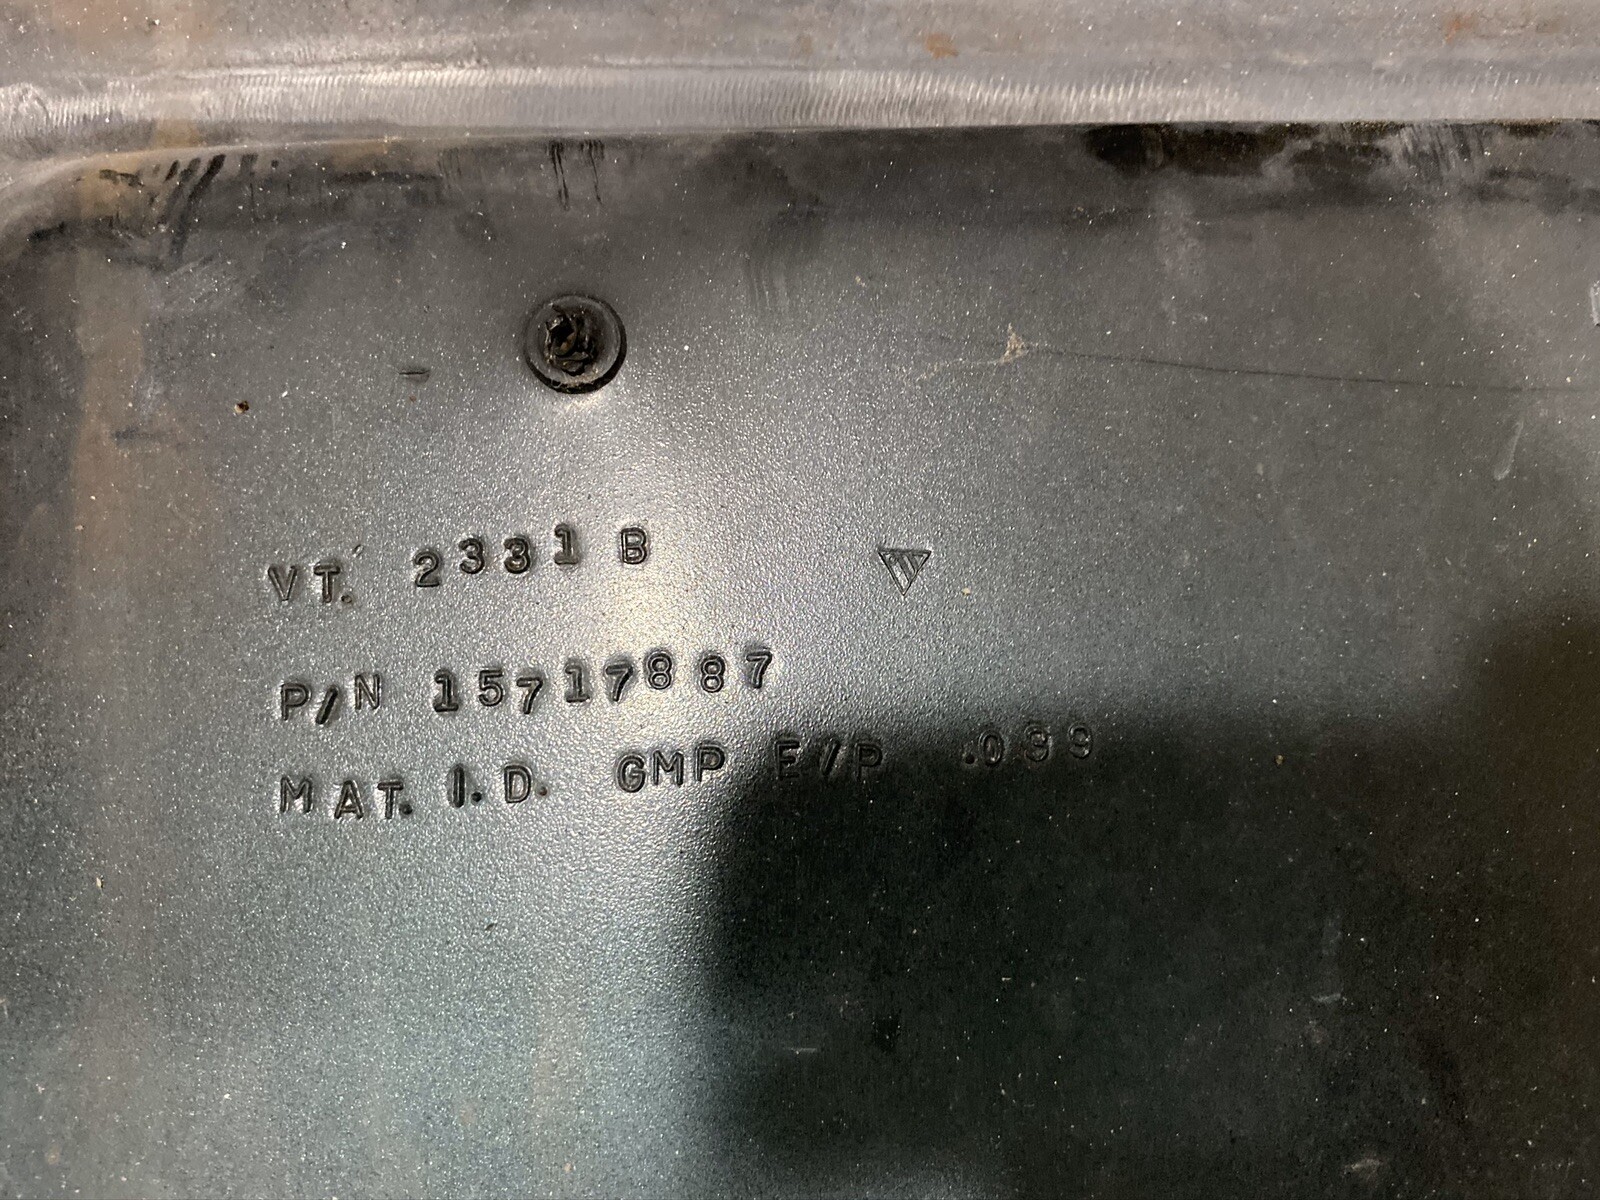 VT. 2331 B
P/N 15717887
MAT. I.D. GMP E/P .099